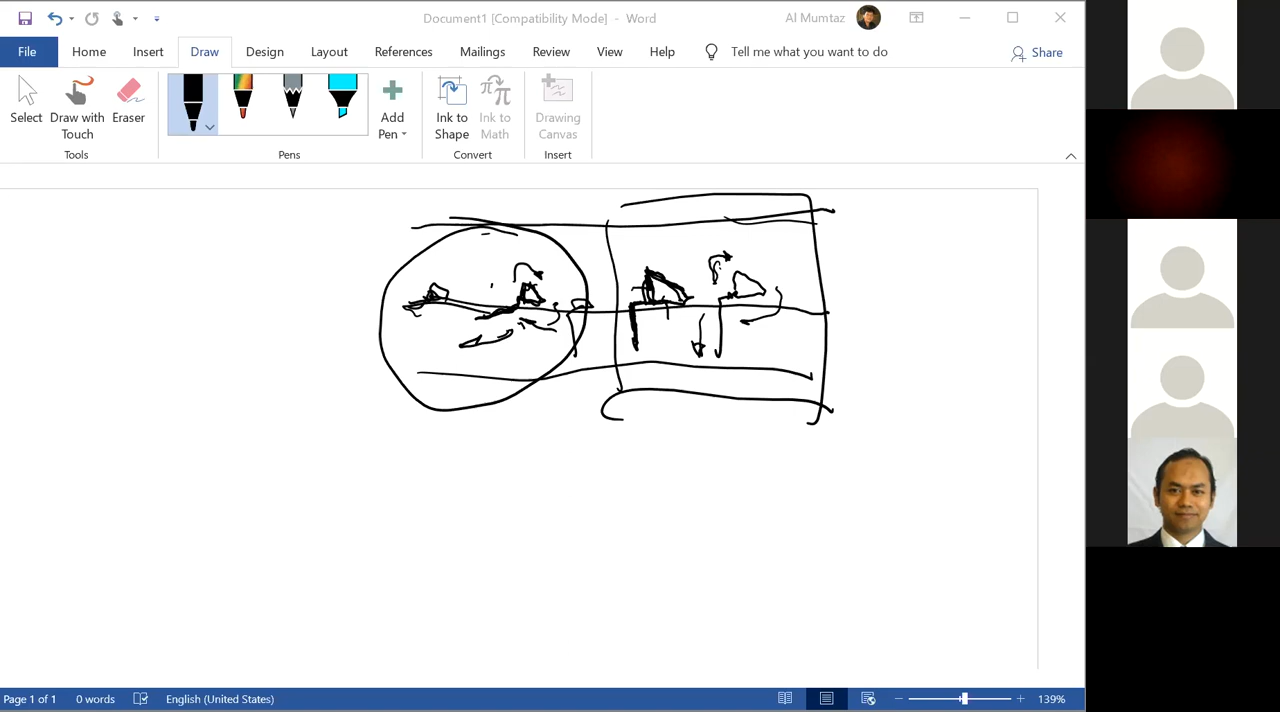 Document1 [Compatibility Mode] - Word
Al Mumtaz
File Home Insert Draw Design Layout References Mailings Review View Help Tell me what you want to do Share
Select
Draw with Touch
Eraser
Tools
Pens
Add Pen
Ink to Shape
Ink to Math
Convert
Drawing Canvas
Insert
Page 1 of 1 0 words English (United States) 139%